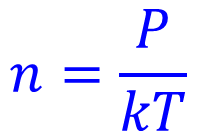 n = P / kT